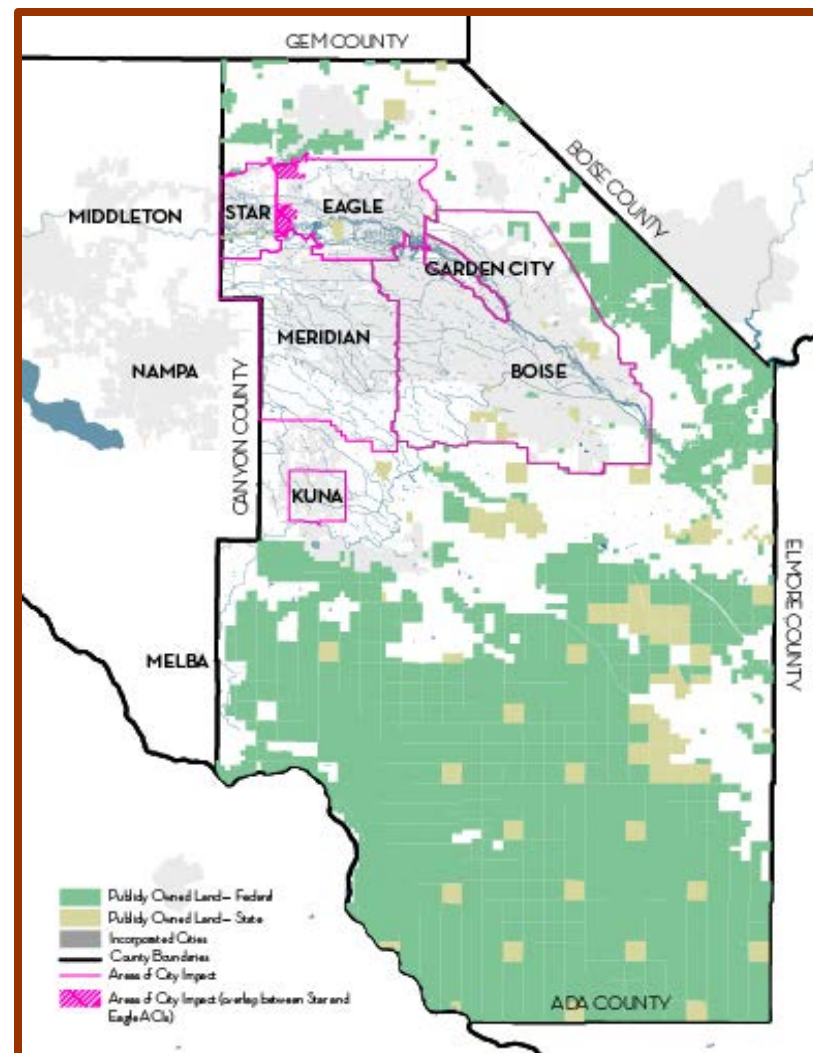 GEM COUNTY
BOISE COUNTY
MIDDLETON
STAR
EAGLE
GARDEN CITY
MERIDIAN
NAMPA
BOISE
CANYON COUNTY
KUNA
ELMORE COUNTY
MELBA
Publicly Owned Land – Federal
Publicly Owned Land – State
Incorporated Cities
County Boundaries
Areas of City Impact
Areas of City Impact (overlap between Star and
Eagle ACIs)
ADA COUNTY